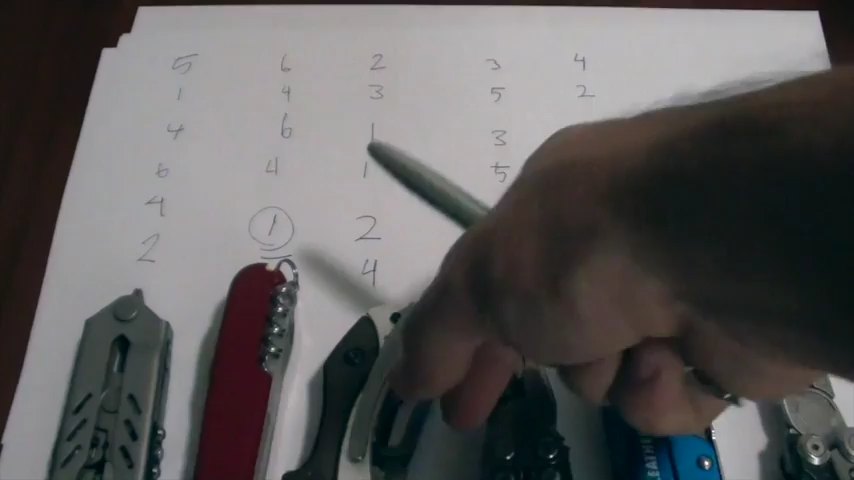 5 6 2 3 4
1 4 3 5 2
4 6 1 3
6 4 1 5
4 1 2
2 4